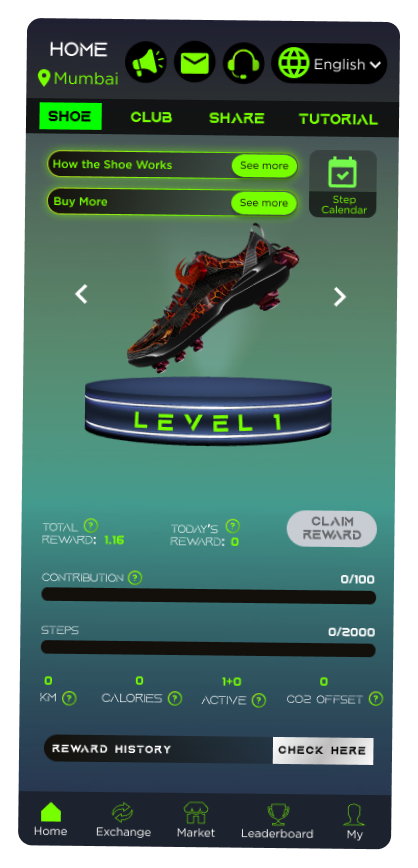 HOME
Mumbai
English
SHOE CLUB SHARE TUTORIAL
How the Shoe Works See more
Buy More See more
Step
Calendar
LEVEL 1
TOTAL
REWARD: 1.16
TODAY'S
REWARD: 0
CLAIM
REWARD
CONTRIBUTION ? 0/100
STEPS 0/2000
0 0 1+0 0
KM ? CALORIES ? ACTIVE ? CO2 OFFSET ?
REWARD HISTORY CHECK HERE
Home Exchange Market Leaderboard My